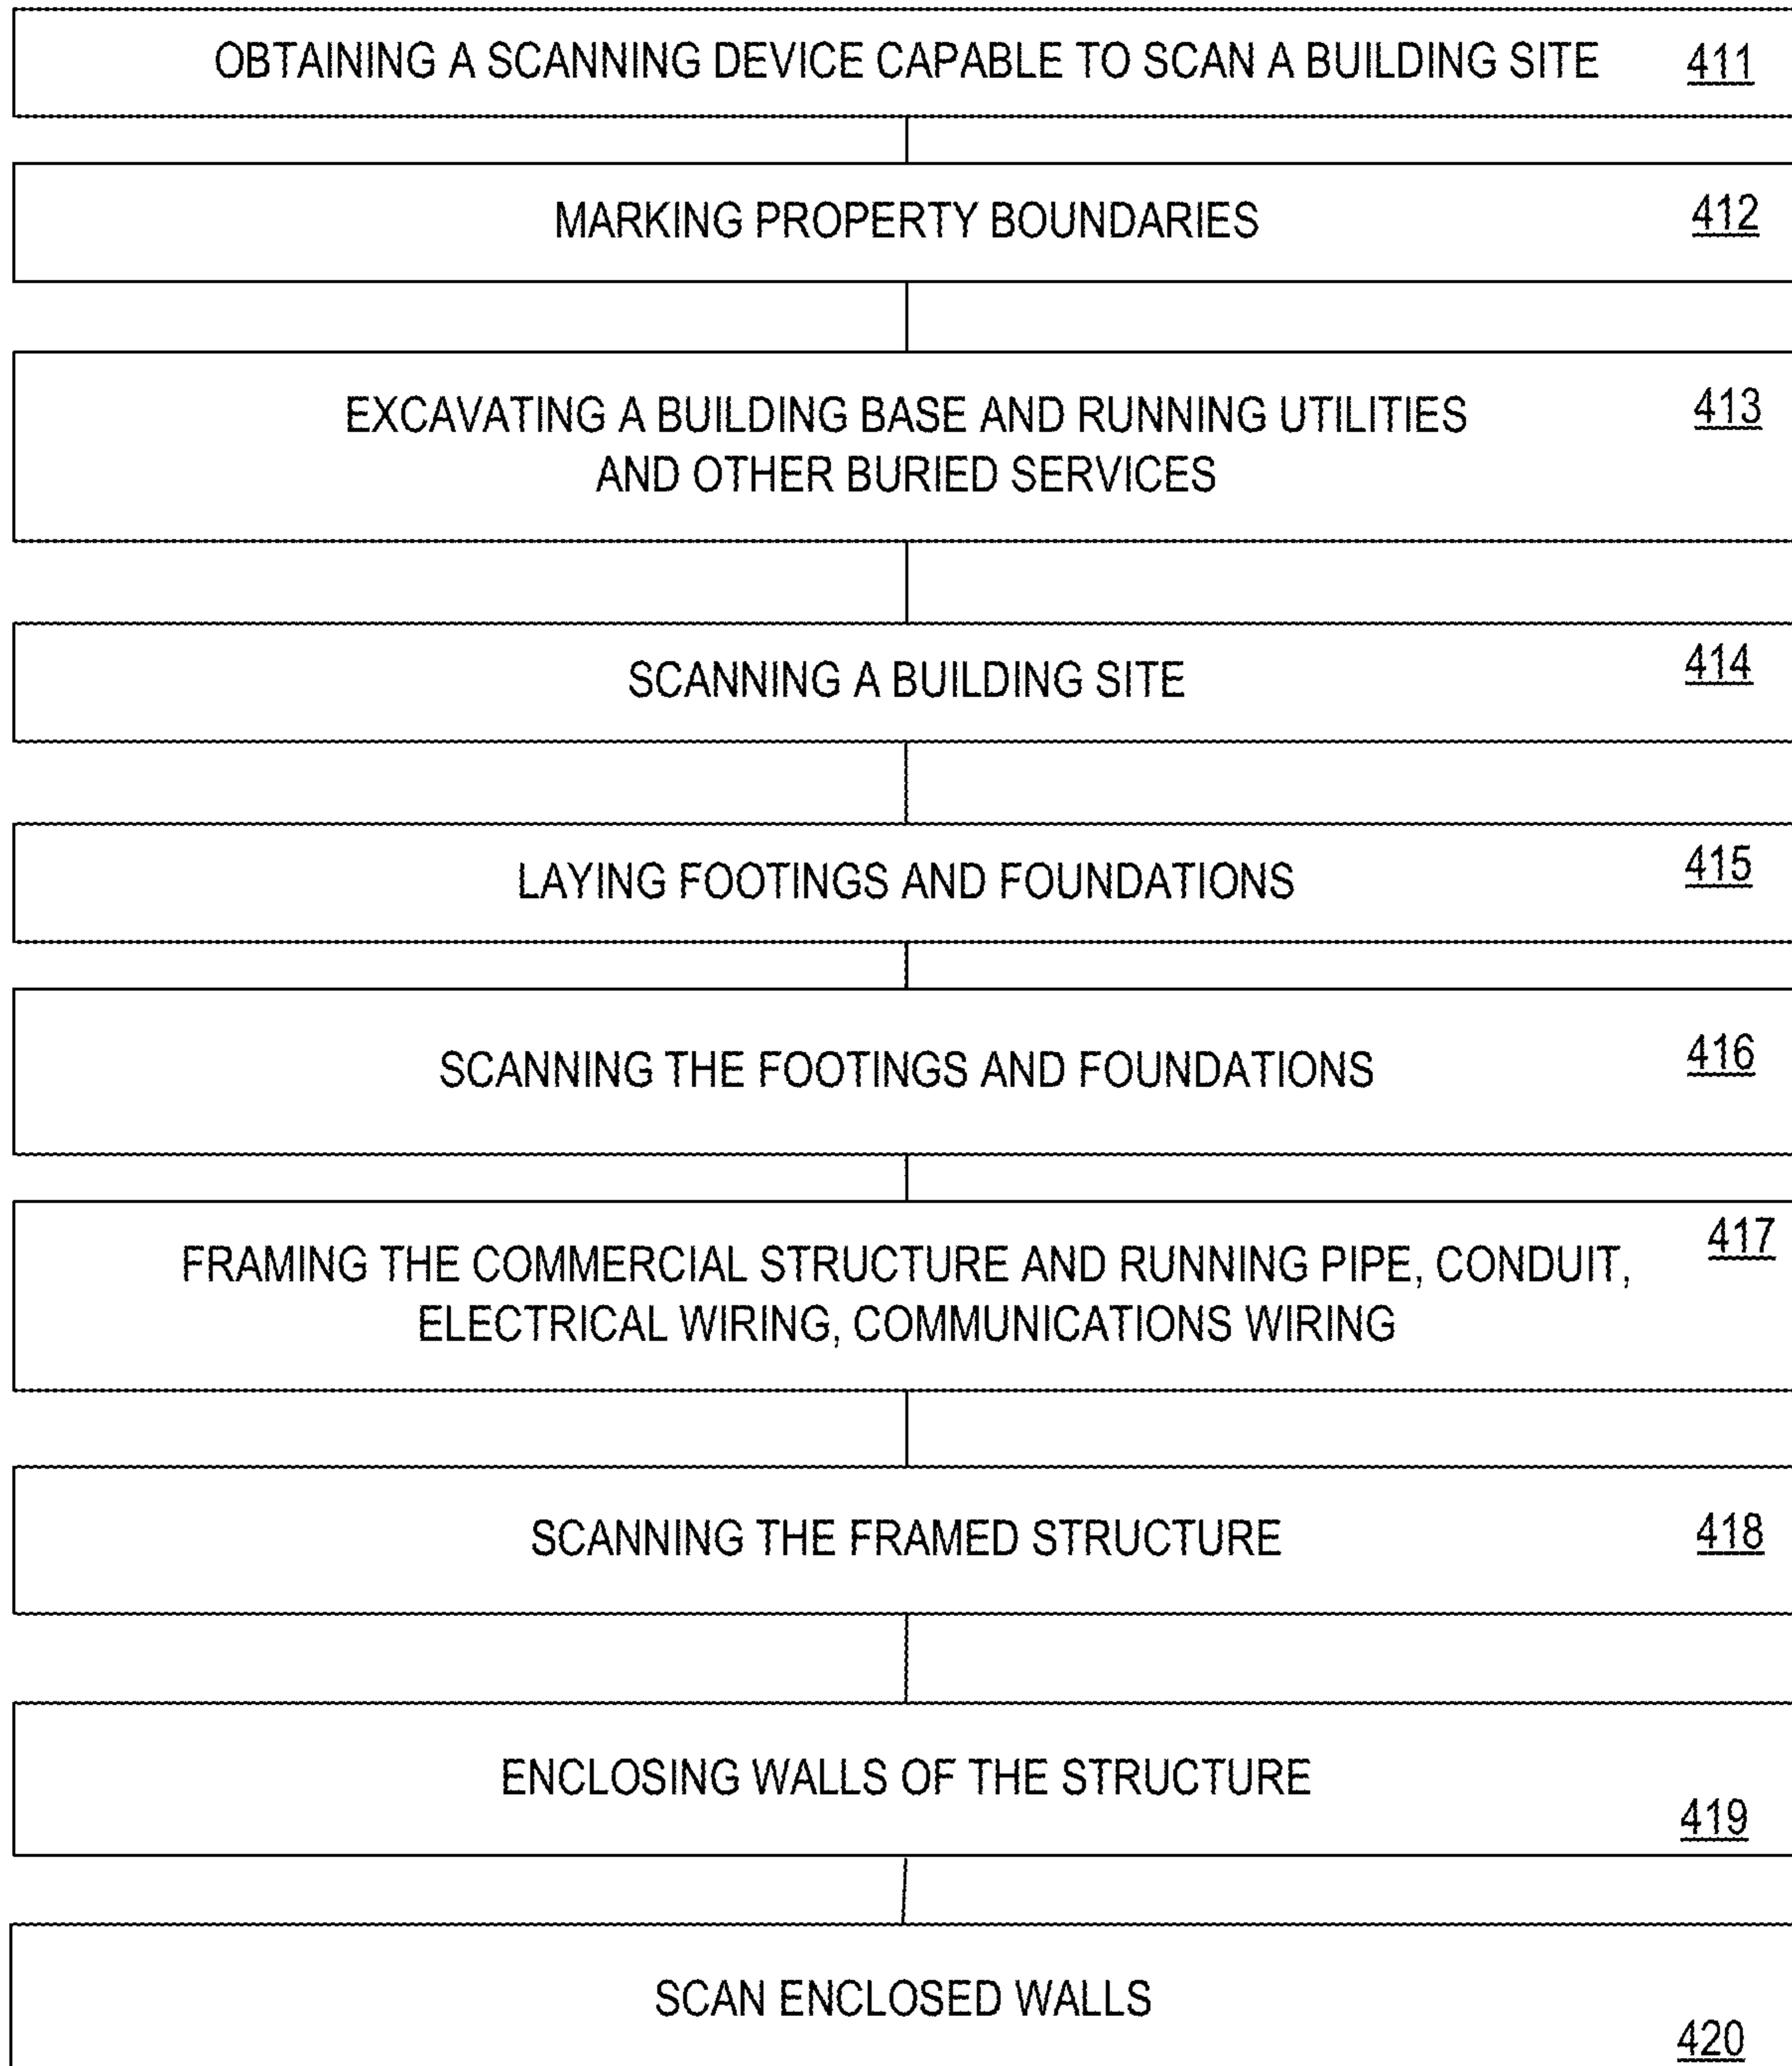 OBTAINING A SCANNING DEVICE CAPABLE TO SCAN A BUILDING SITE 411
MARKING PROPERTY BOUNDARIES 412
EXCAVATING A BUILDING BASE AND RUNNING UTILITIES 413
AND OTHER BURIED SERVICES
SCANNING A BUILDING SITE 414
LAYING FOOTINGS AND FOUNDATIONS 415
SCANNING THE FOOTINGS AND FOUNDATIONS 416
FRAMING THE COMMERCIAL STRUCTURE AND RUNNING PIPE, CONDUIT, 417
ELECTRICAL WIRING, COMMUNICATIONS WIRING
SCANNING THE FRAMED STRUCTURE 418
ENCLOSING WALLS OF THE STRUCTURE
419
SCAN ENCLOSED WALLS
420